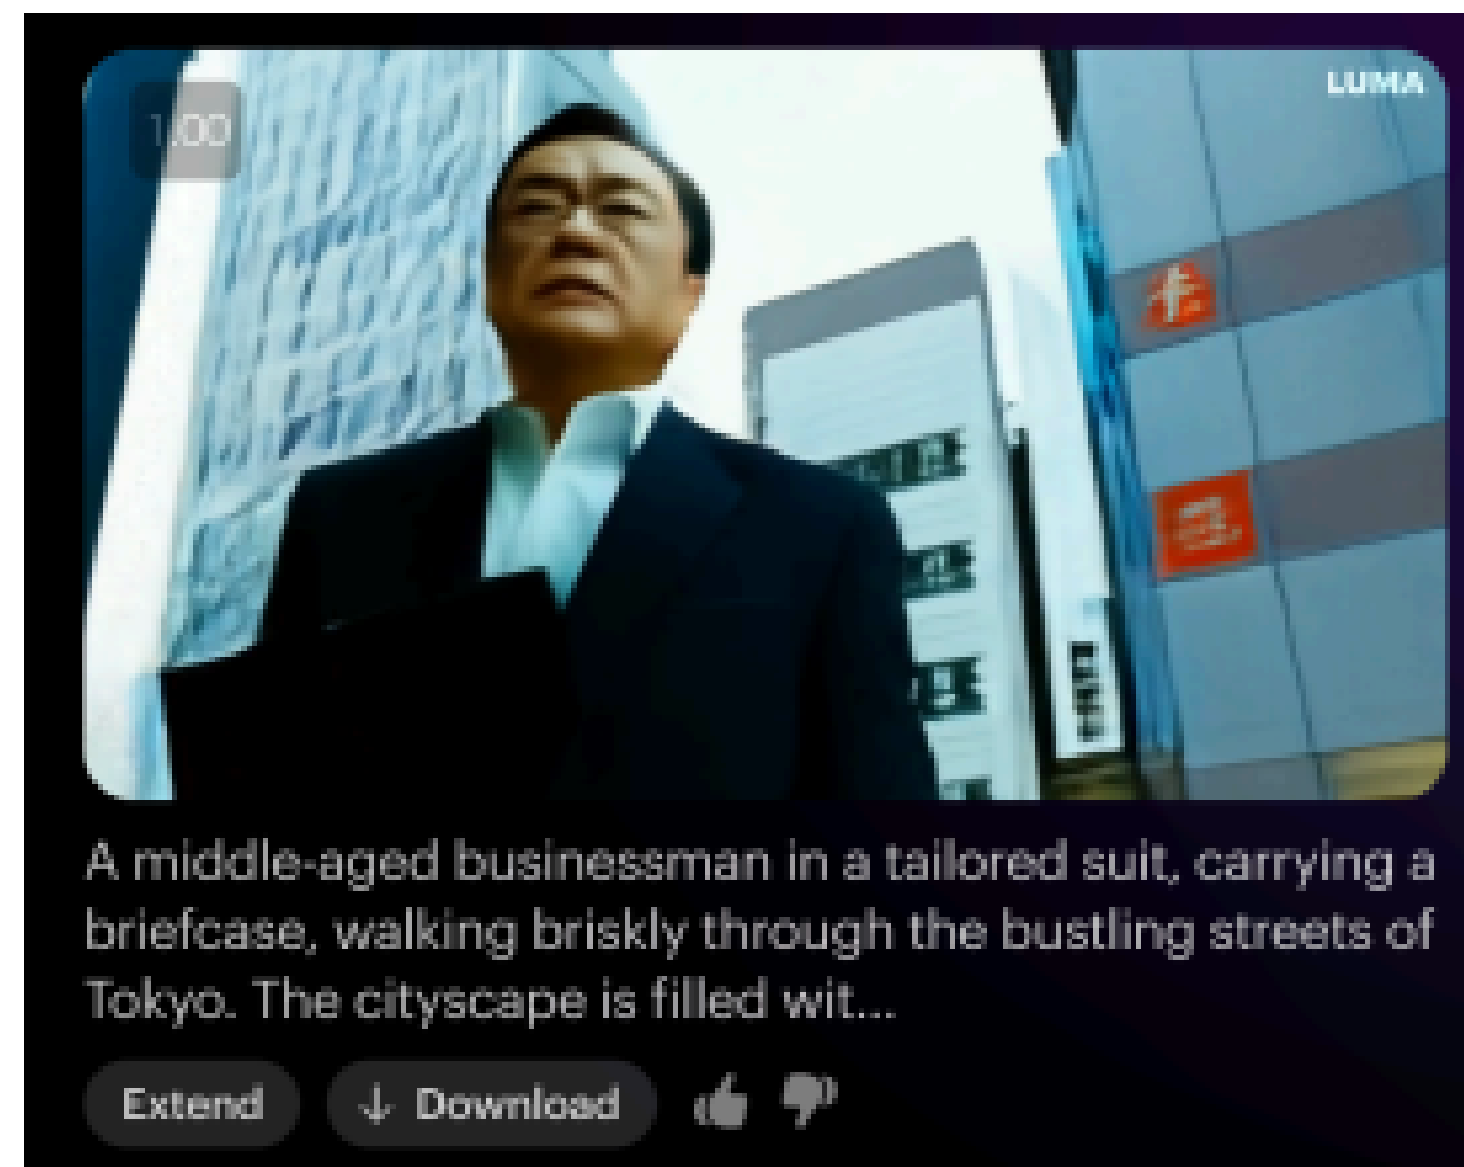 1.00
LUMA
A middle-aged businessman in a tailored suit, carrying a
briefcase, walking briskly through the bustling streets of
Tokyo. The cityscape is filled wit...
Extend
Download